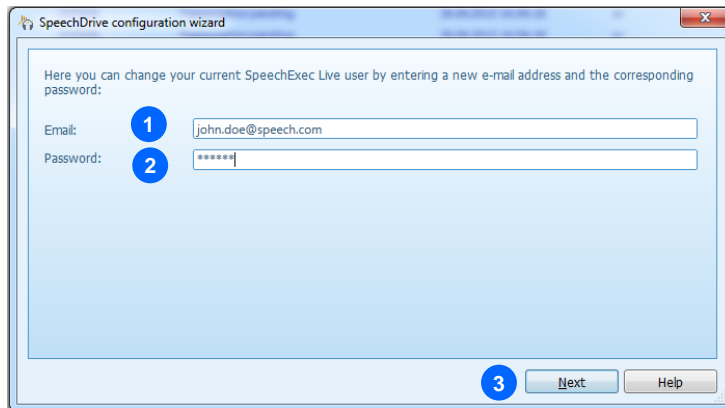 SpeechDrive configuration wizard
Here you can change your current SpeechExec Live user by entering a new e-mail address and the corresponding
password:
Email:
1
john.doe@speech.com
Password:
2
******
3
Next
Help